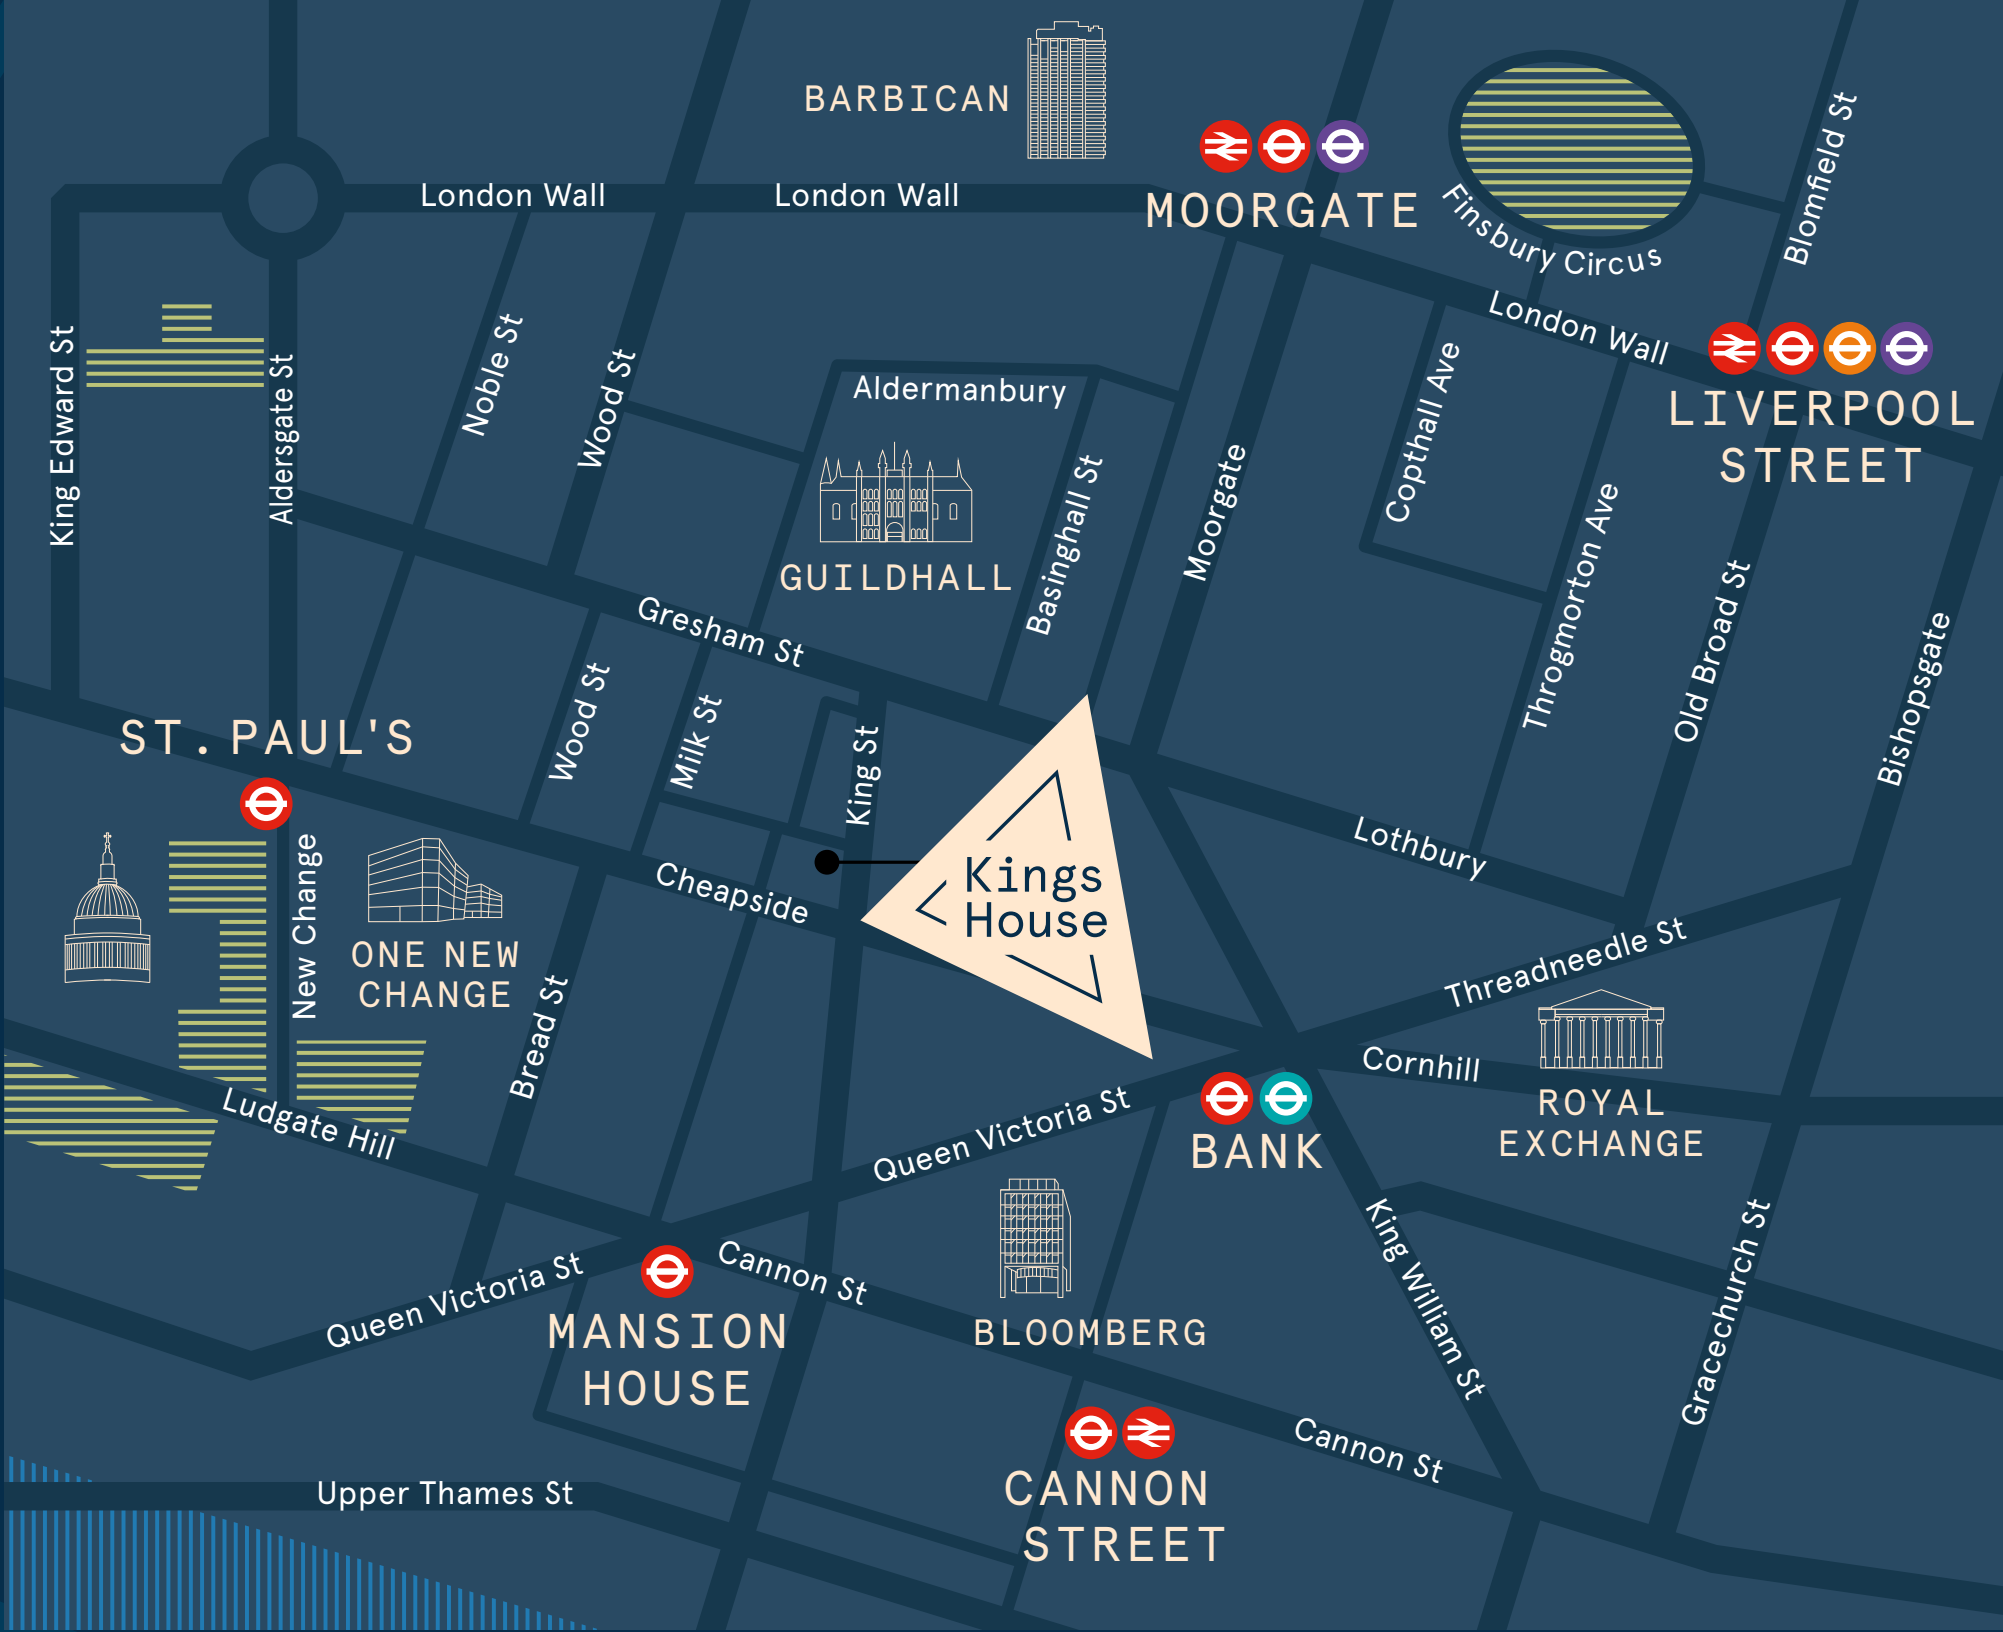 BARBICAN
MOORGATE
London Wall
London Wall
Finsbury Circus
Blomfield St
London Wall
LIVERPOOL
STREET
King Edward St
Aldersgate St
Noble St
Wood St
Aldermanbury
GUILDHALL
Basinghall St
Moorgate
Copthall Ave
Throgmorton Ave
Old Broad St
Bishopsgate
Gresham St
Wood St
Milk St
King St
ST. PAUL'S
New Change
ONE NEW
CHANGE
Cheapside
Kings
House
Lothbury
Threadneedle St
Cornhill
ROYAL
EXCHANGE
Bread St
Ludgate Hill
Queen Victoria St
BANK
BLOOMBERG
King William St
Gracechurch St
Queen Victoria St
Cannon St
MANSION
HOUSE
Cannon St
CANNON
STREET
Upper Thames St